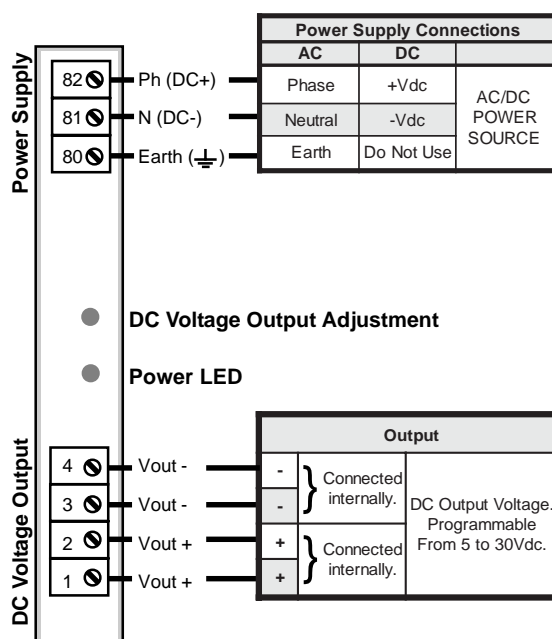 Power Supply Connections
AC DC
Power Supply
82 Ph (DC+) Phase +Vdc
81 N (DC-) Neutral -Vdc
80 Earth ( ) Earth Do Not Use
AC/DC
POWER
SOURCE
DC Voltage Output Adjustment
Power LED
Output
DC Voltage Output
4 Vout - -
3 Vout - -
Connected
internally.
2 Vout + +
1 Vout + +
Connected
internally.
DC Output Voltage.
Programmable
From 5 to 30Vdc.